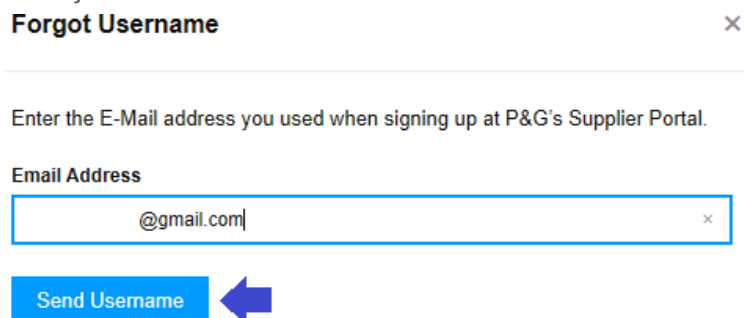 Forgot Username
×
Enter the E-Mail address you used when signing up at P&G's Supplier Portal.
Email Address
@gmail.com
×
Send Username